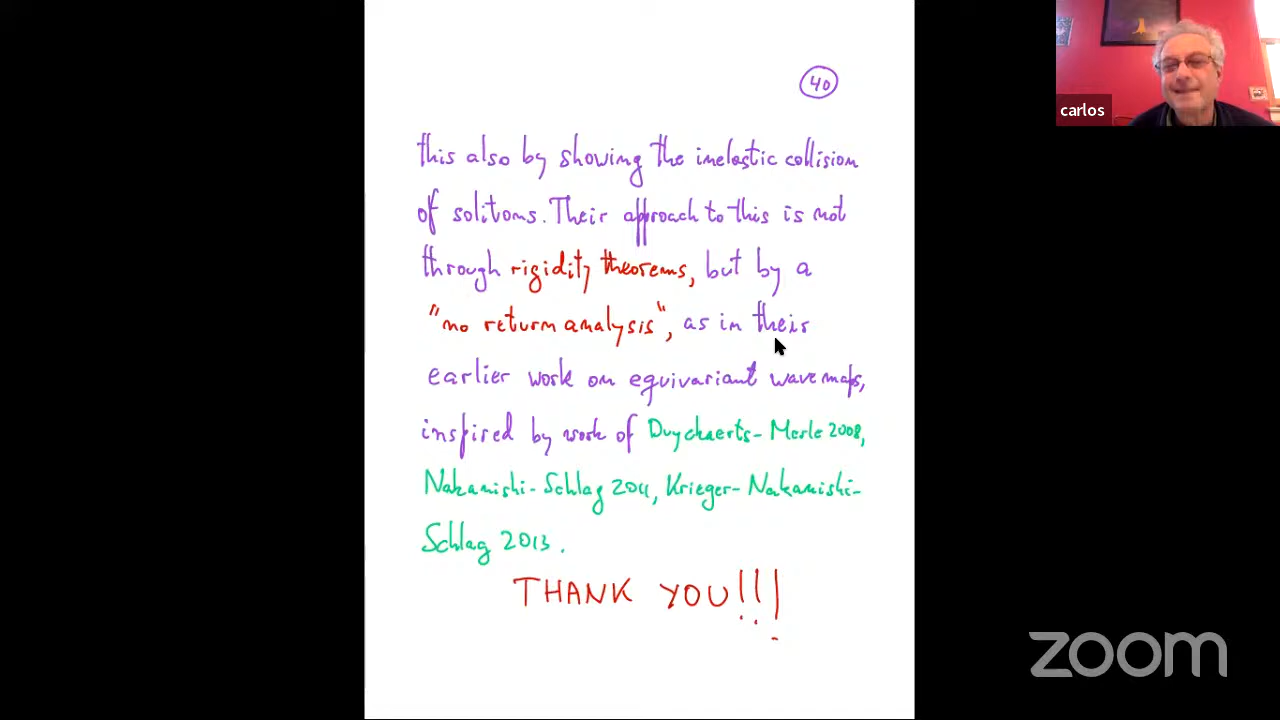 40
carlos
this also by showing the inelastic collision
of solitons. Their approach to this is not
through rigidity theorems, but by a
"no return analysis", as in their
earlier work on equivariant wave maps,
inspired by work of Duyckaerts-Merle 2008,
Nakanishi-Schlag 2011, Krieger-Nakanishi-
Schlag 2013.
THANK YOU!!!
zoom